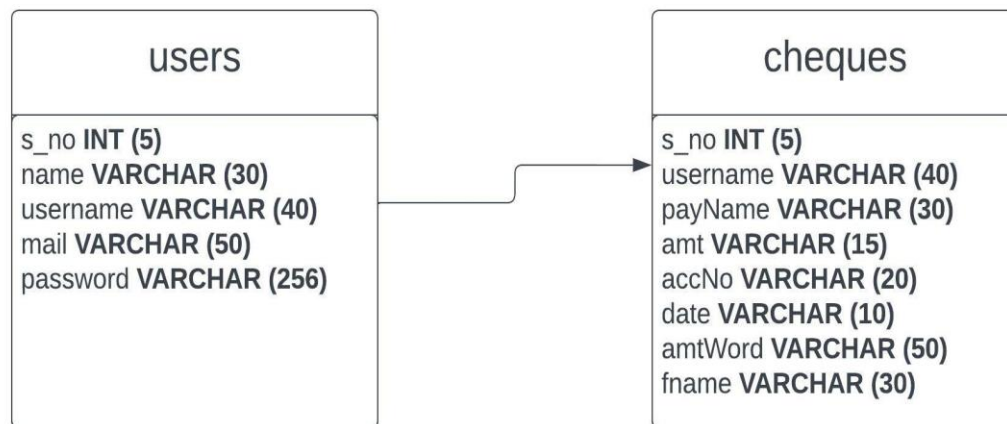 users
s_no INT (5)
name VARCHAR (30)
username VARCHAR (40)
mail VARCHAR (50)
password VARCHAR (256)
cheques
s_no INT (5)
username VARCHAR (40)
payName VARCHAR (30)
amt VARCHAR (15)
accNo VARCHAR (20)
date VARCHAR (10)
amtWord VARCHAR (50)
fname VARCHAR (30)